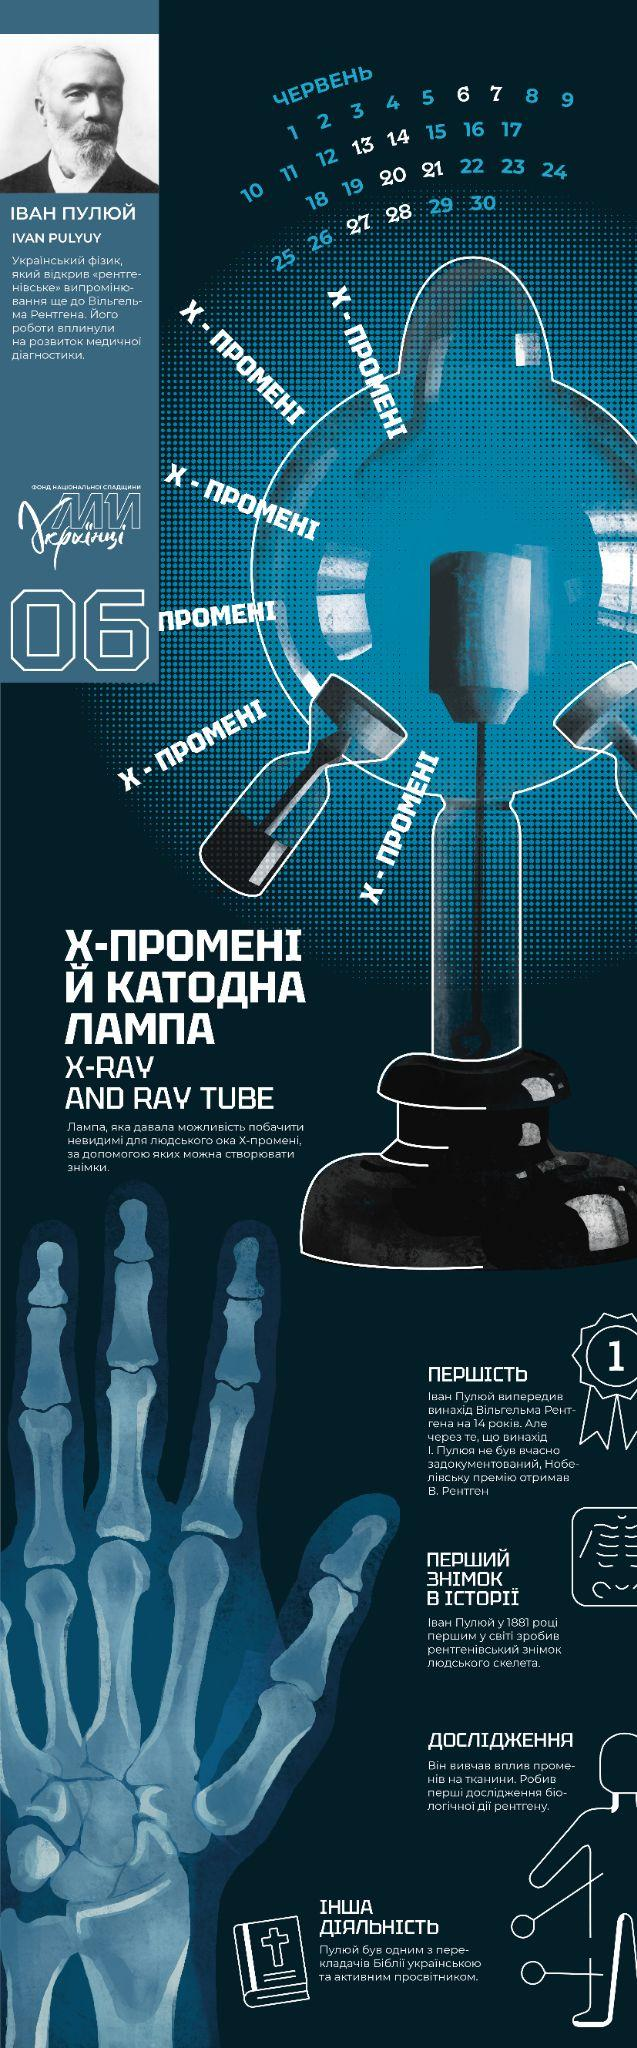 ЧЕРВЕНЬ
1 2 3 4 5 6 7 8 9
10 11 12 13 14 15 16 17
18 19 20 21 22 23 24
25 26 27 28 29 30
ІВАН ПУЛЮЙ
IVAN PULYUY
Український фізик,
який відкрив «рентге-
нівське» випроміню-
вання ще до Вільгель-
ма Рентгена. Його
роботи вплинули
на розвиток медичної
діагностики.
ФОНД НАЦІОНАЛЬНОЇ СПАДЩИНИ
МИ
Українці
06
Х - ПРОМЕНІ
Х - ПРОМЕНІ
Х - ПРОМЕНІ
ПРОМЕНІ
Х - ПРОМЕНІ
Х - ПРОМЕНІ
Х-ПРОМЕНІ
Й КАТОДНА
ЛАМПА
X-RAY
AND RAY TUBE
Лампа, яка давала можливість побачити
невидимі для людського ока Х-промені,
за допомогою яких можна створювати
знімки.
1
ПЕРШІСТЬ
Іван Пулюй випередив
винахід Вільгельма Рент-
гена на 14 років. Але
через те, що винахід
І. Пулюя не був вчасно
задокументований, Нобе-
лівську премію отримав
В. Рентген
ПЕРШИЙ
ЗНІМОК
В ІСТОРІЇ
Іван Пулюй у 1881 році
першим у світі зробив
рентгенівський знімок
людського скелета.
ДОСЛІДЖЕННЯ
Він вивчав вплив проме-
нів на тканини. Робив
перші дослідження біо-
логічної дії рентгену.
ІНША
ДІЯЛЬНІСТЬ
Пулюй був одним з пере-
кладачів Біблії українською
та активним просвітником.